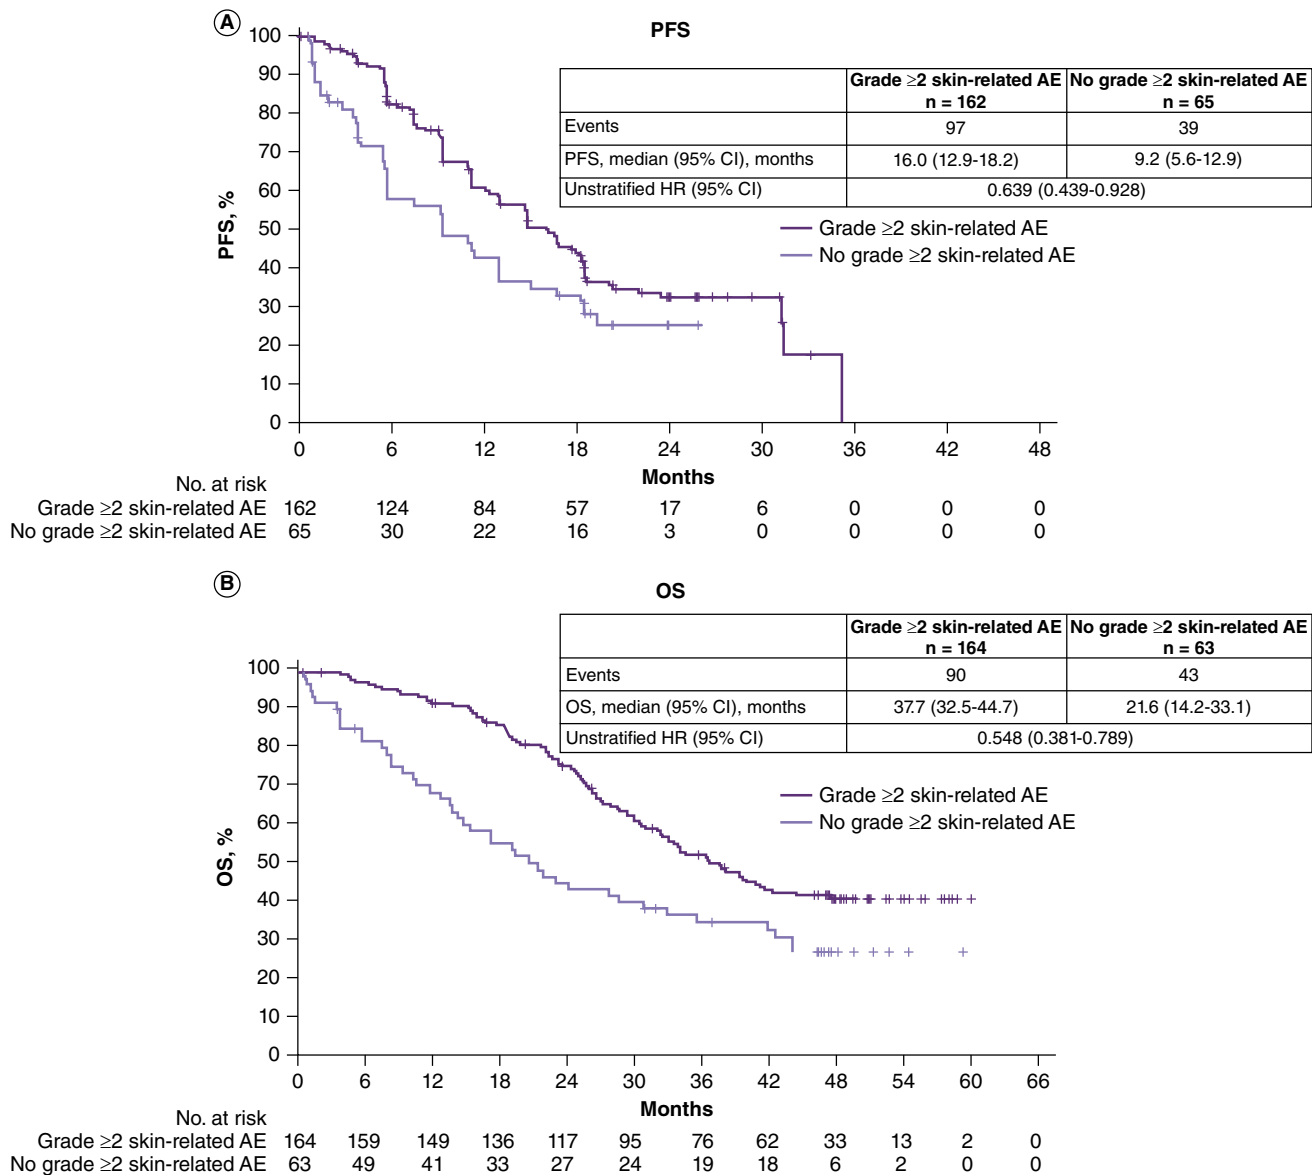 A
PFS
Grade ≥2 skin-related AE No grade ≥2 skin-related AE
n = 162 n = 65
Events 97 39
PFS, median (95% CI), months 16.0 (12.9-18.2) 9.2 (5.6-12.9)
Unstratified HR (95% CI) 0.639 (0.439-0.928)
Grade ≥2 skin-related AE
No grade ≥2 skin-related AE
PFS, %
100
90
80
70
60
50
40
30
20
10
0
0 6 12 18 24 30 36 42 48
Months
No. at risk
Grade ≥2 skin-related AE 162 124 84 57 17 6 0 0 0
No grade ≥2 skin-related AE 65 30 22 16 3 0 0 0 0
B
OS
Grade ≥2 skin-related AE No grade ≥2 skin-related AE
n = 164 n = 63
Events 90 43
OS, median (95% CI), months 37.7 (32.5-44.7) 21.6 (14.2-33.1)
Unstratified HR (95% CI) 0.548 (0.381-0.789)
Grade ≥2 skin-related AE
No grade ≥2 skin-related AE
OS, %
100
90
80
70
60
50
40
30
20
10
0
0 6 12 18 24 30 36 42 48 54 60 66
Months
No. at risk
Grade ≥2 skin-related AE 164 159 149 136 117 95 76 62 33 13 2 0
No grade ≥2 skin-related AE 63 49 41 33 27 24 19 18 6 2 0 0